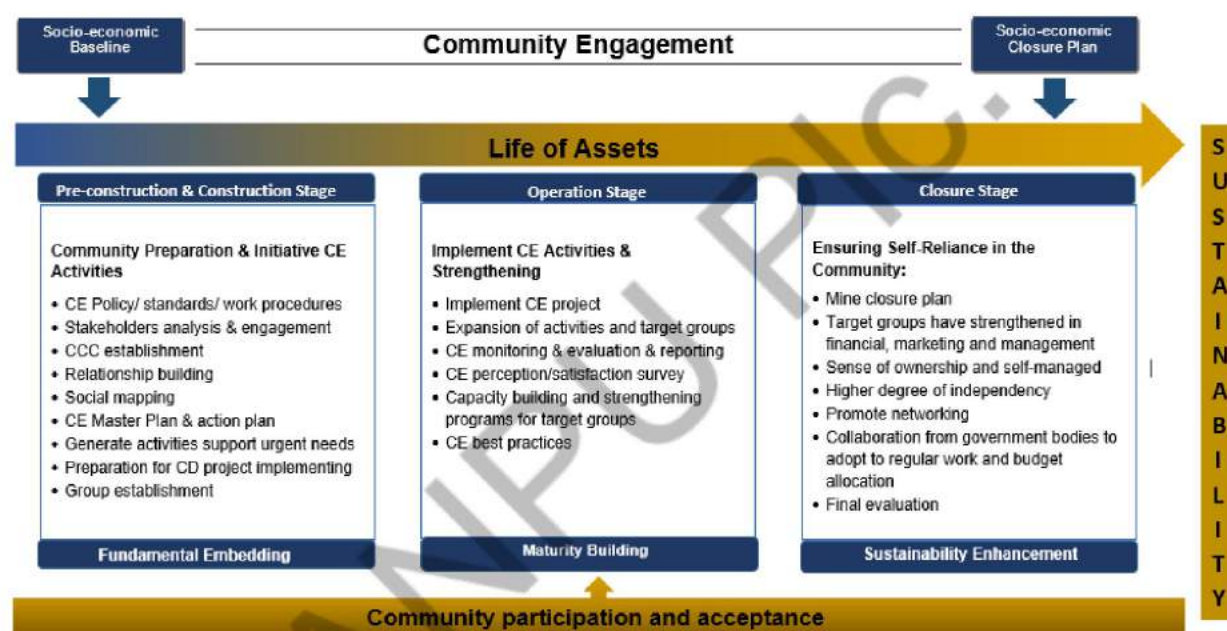 Socio-economic
Baseline
Community Engagement
Socio-economic
Closure Plan
Life of Assets
Pre-construction & Construction Stage
Community Preparation & Initiative CE
Activities
• CE Policy/ standards/ work procedures
• Stakeholders analysis & engagement
• CCC establishment
• Relationship building
• Social mapping
• CE Master Plan & action plan
• Generate activities support urgent needs
• Preparation for CD project implementing
• Group establishment
Fundamental Embedding
Operation Stage
Implement CE Activities &
Strengthening
• Implement CE project
• Expansion of activities and target groups
• CE monitoring & evaluation & reporting
• CE perception/satisfaction survey
• Capacity building and strengthening
programs for target groups
• CE best practices
Maturity Building
Closure Stage
Ensuring Self-Reliance in the
Community:
• Mine closure plan
• Target groups have strengthened in
financial, marketing and management
• Sense of ownership and self-managed
• Higher degree of independency
• Promote networking
• Collaboration from government bodies to
adopt to regular work and budget
allocation
• Final evaluation
Sustainability Enhancement
Community participation and acceptance
SUSTAINABILITY
ANPU Plc.